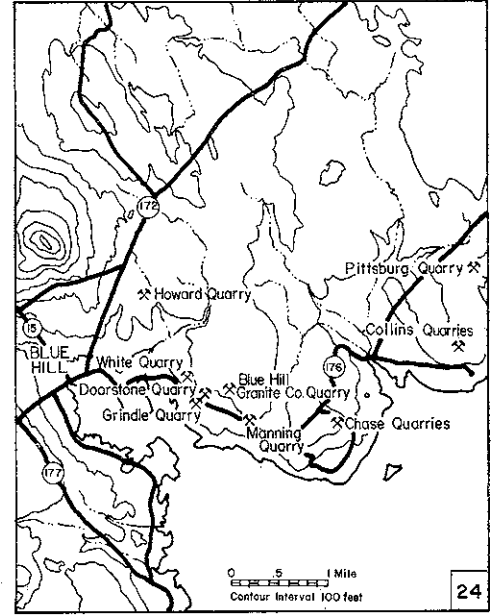 172
Pittsburg Quarry
Howard Quarry
15
Collins Quarries
BLUE
HILL
176
White Quarry
Blue Hill
Doorstone Quarry
Granite Co. Quarry
Grindle Quarry
Manning
Quarry
Chase Quarries
177
0 .5 1 Mile
Contour Interval 100 feet
24